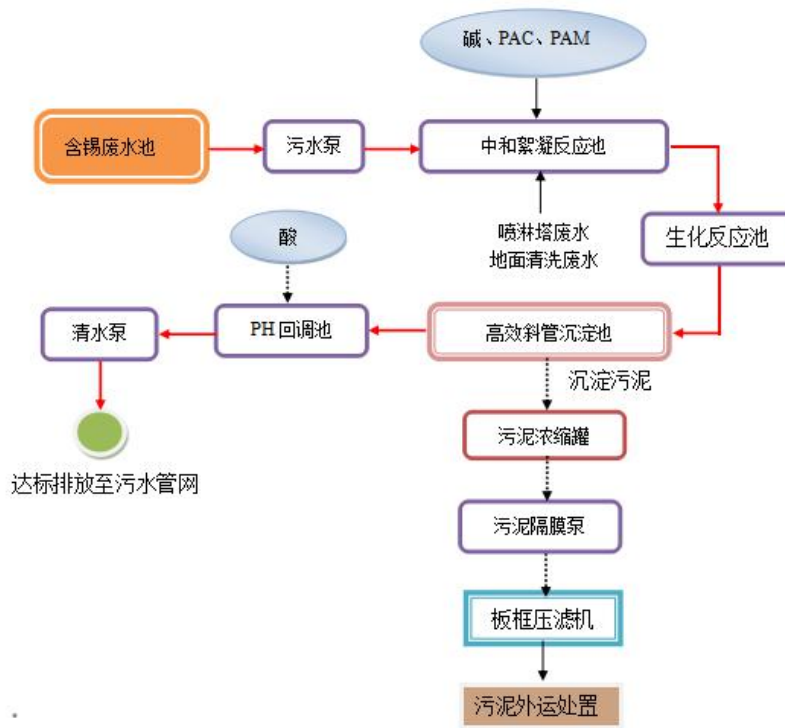 碱、PAC、PAM
含锡废水池
污水泵
中和絮凝反应池
喷淋塔废水
地面清洗废水
生化反应池
酸
清水泵
PH回调池
高效斜管沉淀池
沉淀污泥
污泥浓缩罐
达标排放至污水管网
污泥隔膜泵
板框压滤机
污泥外运处置